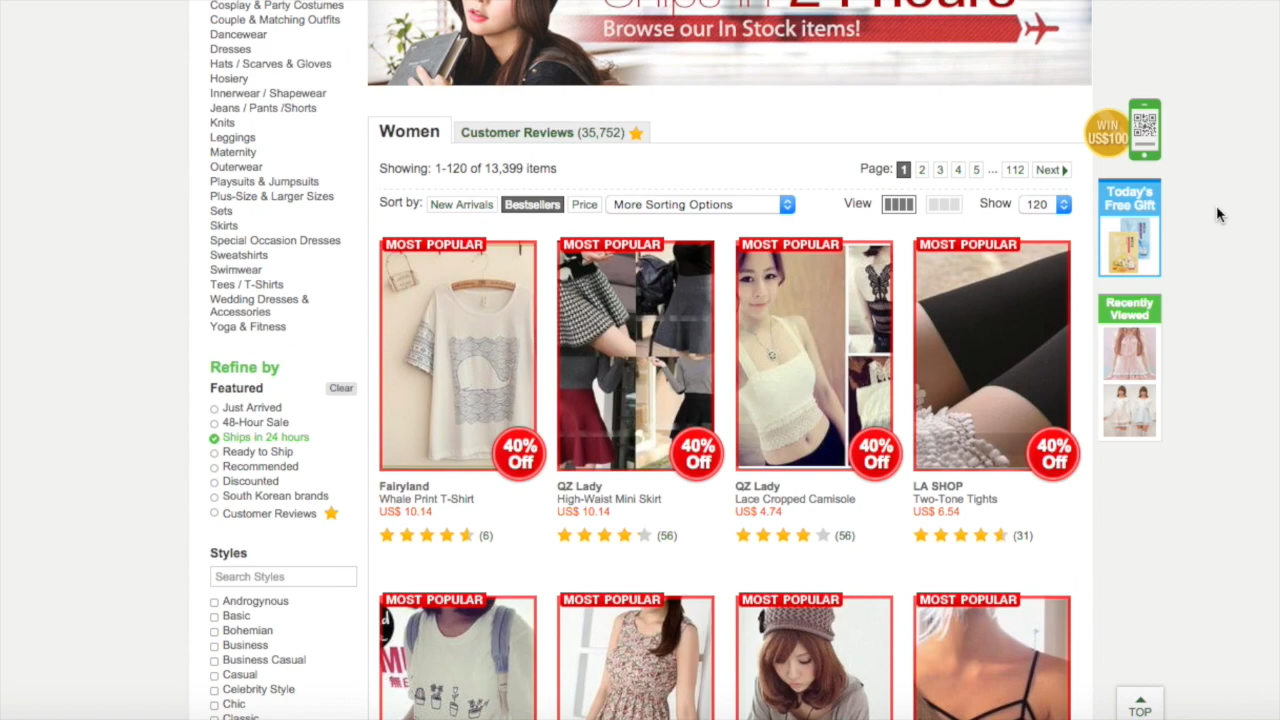 Cosplay & Party Costumes
Couple & Matching Outfits
Dancewear
Dresses
Hats / Scarves & Gloves
Hosiery
Innerwear / Shapewear
Jeans / Pants /Shorts
Knits
Leggings
Maternity
Outerwear
Playsuits & Jumpsuits
Plus-Size & Larger Sizes
Sets
Skirts
Special Occasion Dresses
Sweatshirts
Swimwear
Tees / T-Shirts
Wedding Dresses &
Accessories
Yoga & Fitness
Refine by
Featured Clear
Just Arrived
48-Hour Sale
Ships in 24 hours
Ready to Ship
Recommended
Discounted
South Korean brands
Customer Reviews
Styles
Search Styles
Androgynous
Basic
Bohemian
Business
Business Casual
Casual
Celebrity Style
Chic
Classic
Ships in 24 hours
Browse our In Stock items!
Women Customer Reviews (35,752)
Showing: 1-120 of 13,399 items Page: 1 2 3 4 5 ... 112 Next
Sort by: New Arrivals Bestsellers Price More Sorting Options View Show 120
MOST POPULAR MOST POPULAR MOST POPULAR MOST POPULAR
40% Off 40% Off 40% Off 40% Off
Fairyland QZ Lady QZ Lady LA SHOP
Whale Print T-Shirt High-Waist Mini Skirt Lace Cropped Camisole Two-Tone Tights
US$ 10.14 US$ 10.14 US$ 4.74 US$ 6.54
(6) (56) (56) (31)
MOST POPULAR MOST POPULAR MOST POPULAR MOST POPULAR
WIN
US$100
Today's
Free Gift
Recently
Viewed
TOP